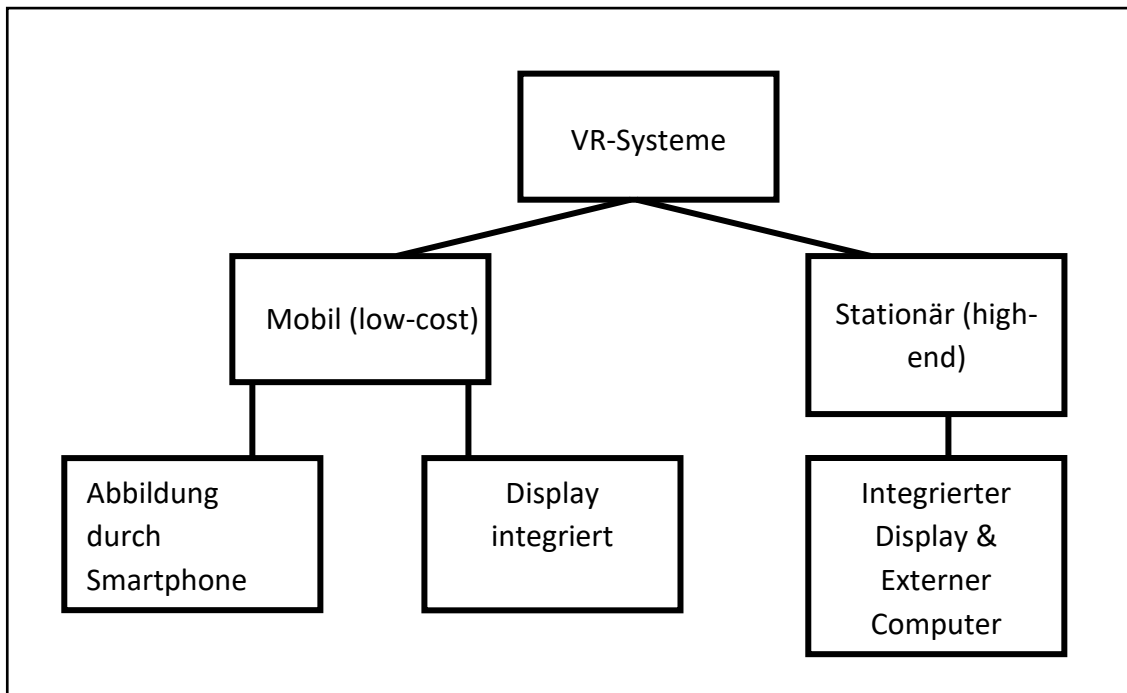 VR-Systeme
Mobil (low-cost)
Stationär (high-
end)
Abbildung
durch
Smartphone
Display
integriert
Integrierter
Display &
Externer
Computer